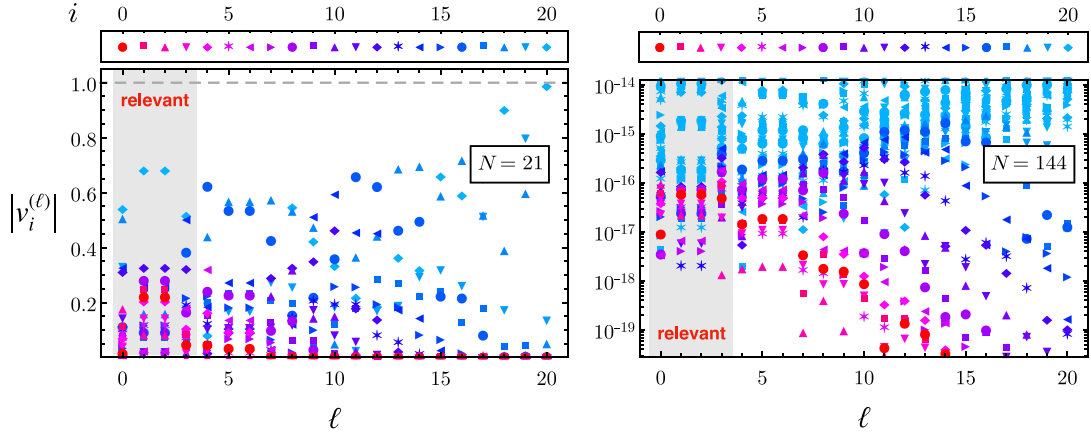 i 0 5 10 15 20 0 5 10 15 20
1.0
0.8
0.6
0.4
0.2
relevant
N = 21
|v_i^{(ℓ)}|
0 5 10 15 20
ℓ
10^{-14}
10^{-15}
10^{-16}
10^{-17}
10^{-18}
10^{-19}
N = 144
relevant
0 5 10 15 20
ℓ